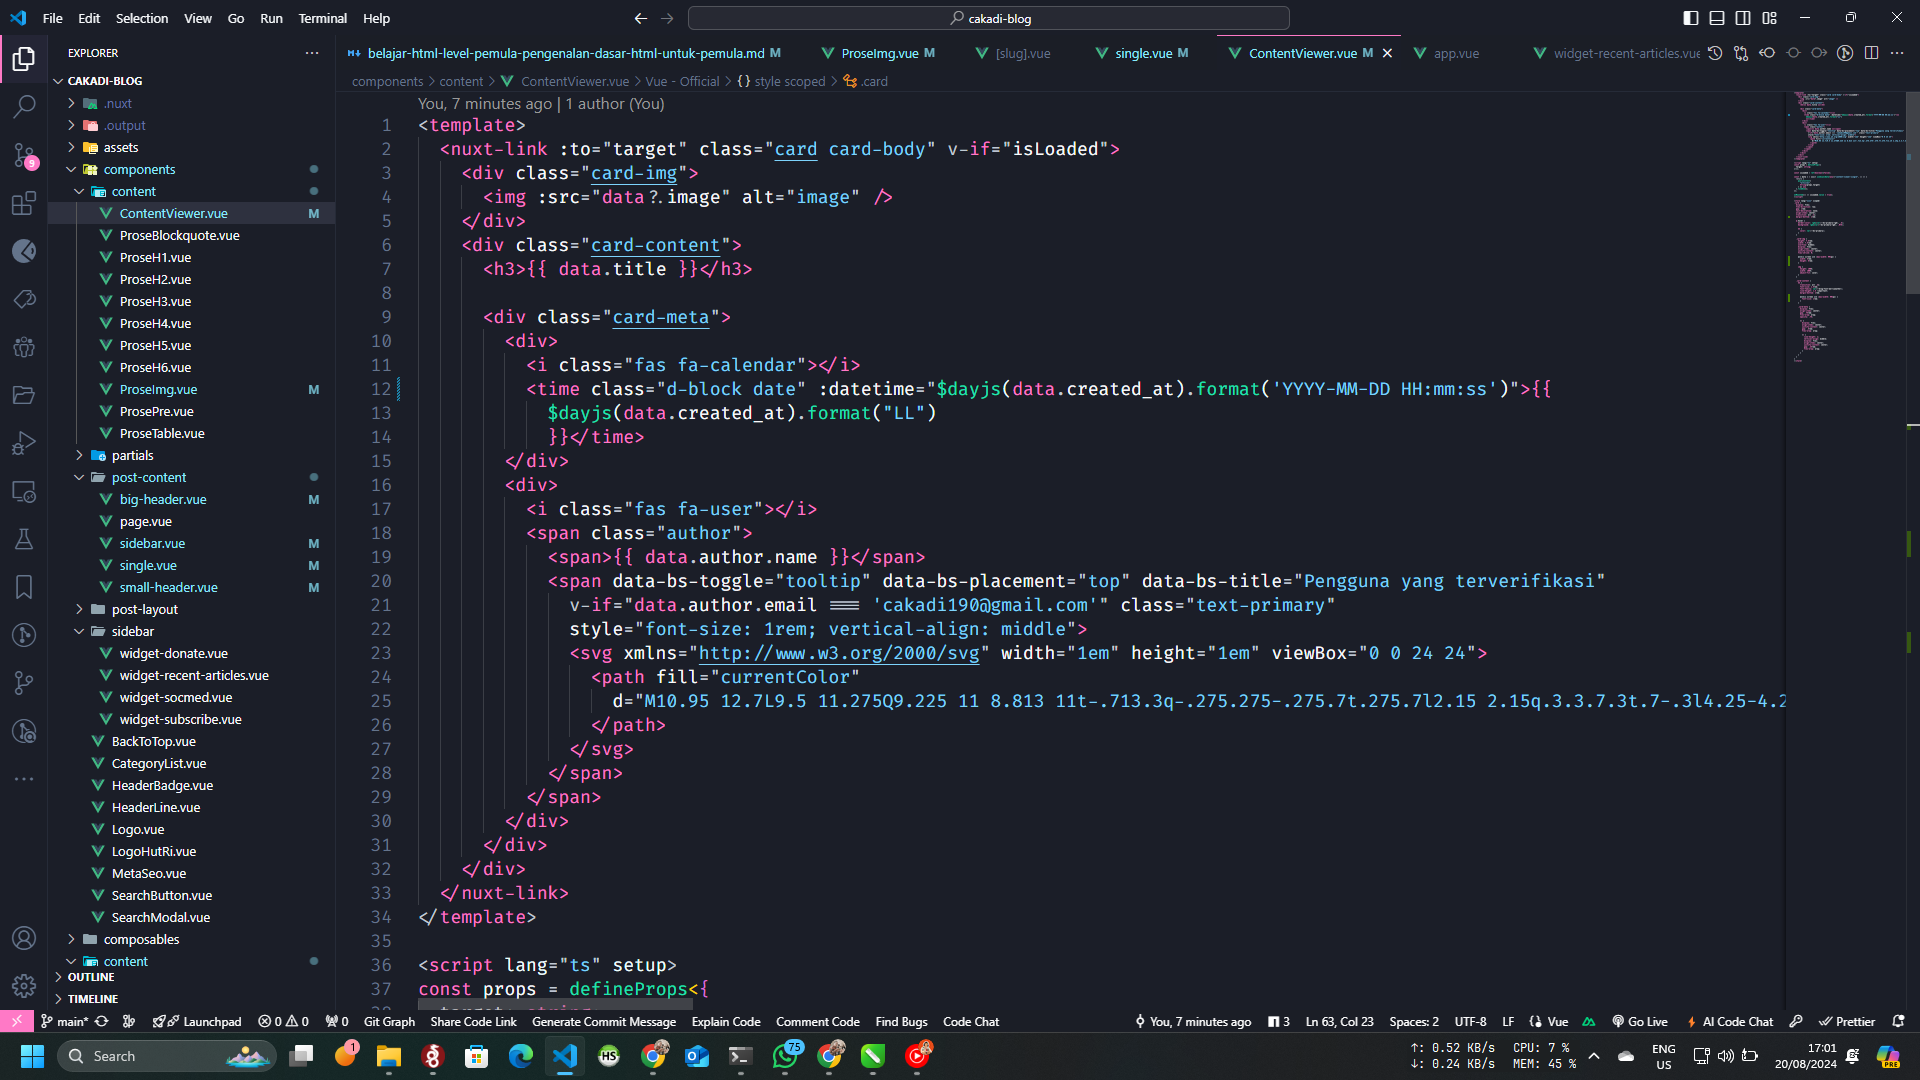 File Edit Selection View Go Run Terminal Help
cakadi-blog
EXPLORER
belajar-html-level-pemula-pengenalan-dasar-html-untuk-pemula.md M
ProseImg.vue M
[slug].vue
single.vue M
ContentViewer.vue M
app.vue
widget-recent-articles.vue
CAKADI-BLOG
components > content > ContentViewer.vue > Vue - Official > {} style scoped > .card
.nuxt
.output
assets
components
content
ContentViewer.vue M
ProseBlockquote.vue
ProseH1.vue
ProseH2.vue
ProseH3.vue
ProseH4.vue
ProseH5.vue
ProseH6.vue
ProseImg.vue M
ProsePre.vue
ProseTable.vue
partials
post-content
big-header.vue M
page.vue
sidebar.vue M
single.vue M
small-header.vue M
post-layout
sidebar
widget-donate.vue
widget-recent-articles.vue
widget-socmed.vue
widget-subscribe.vue
BackToTop.vue
CategoryList.vue
HeaderBadge.vue
HeaderLine.vue
Logo.vue
LogoHutRi.vue
MetaSeo.vue
SearchButton.vue
SearchModal.vue
composables
content
OUTLINE
TIMELINE
9
You, 7 minutes ago | 1 author (You)
1 <template>
2 <nuxt-link :to="target" class="card card-body" v-if="isLoaded">
3 <div class="card-img">
4 <img :src="data?.image" alt="image" />
5 </div>
6 <div class="card-content">
7 <h3>{{ data.title }}</h3>
8
9 <div class="card-meta">
10 <div>
11 <i class="fas fa-calendar"></i>
12 <time class="d-block date" :datetime="$dayjs(data.created_at).format('YYYY-MM-DD HH:mm:ss')">{{
13 $dayjs(data.created_at).format("LL")
14 }}</time>
15 </div>
16 <div>
17 <i class="fas fa-user"></i>
18 <span class="author">
19 <span>{{ data.author.name }}</span>
20 <span data-bs-toggle="tooltip" data-bs-placement="top" data-bs-title="Pengguna yang terverifikasi"
21 v-if="data.author.email === 'cakadi190@gmail.com'" class="text-primary"
22 style="font-size: 1rem; vertical-align: middle">
23 <svg xmlns="http://www.w3.org/2000/svg" width="1em" height="1em" viewBox="0 0 24 24">
24 <path fill="currentColor"
25 d="M10.95 12.7L9.5 11.275Q9.225 11 8.813 11t-.713.3q-.275.275-.275.7t.275.7l2.15 2.15q.3.3.7.3t.7-.3l4.25-4.2
26 </path>
27 </svg>
28 </span>
29 </span>
30 </div>
31 </div>
32 </div>
33 </nuxt-link>
34 </template>
35
36 <script lang="ts" setup>
37 const props = defineProps<{
main* Launchpad 0 0 0 Git Graph Share Code Link Generate Commit Message Explain Code Comment Code Find Bugs Code Chat
You, 7 minutes ago 3 Ln 63, Col 23 Spaces: 2 UTF-8 LF Vue Go Live AI Code Chat Prettier
Search
1
HS
75
↑: 0.52 KB/s CPU: 7 %
↓: 0.24 KB/s MEM: 45 %
ENG
US
17:01
20/08/2024
PRE